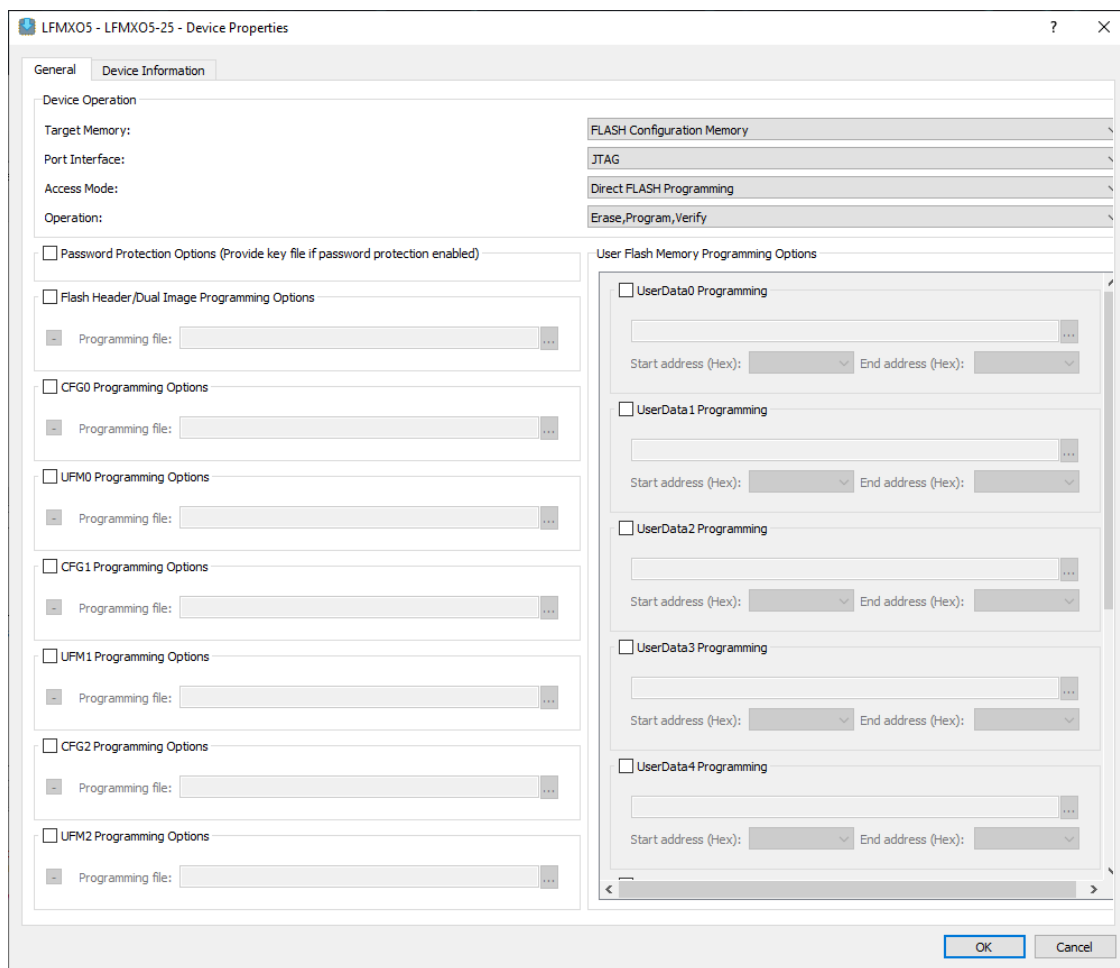 LFMXO5 - LFMXO5-25 - Device Properties
General
Device Information
Device Operation
Target Memory:
FLASH Configuration Memory
Port Interface:
JTAG
Access Mode:
Direct FLASH Programming
Operation:
Erase,Program,Verify
Password Protection Options (Provide key file if password protection enabled)
Flash Header/Dual Image Programming Options
- Programming file: ...
CFG0 Programming Options
- Programming file: ...
UFM0 Programming Options
- Programming file: ...
CFG1 Programming Options
- Programming file: ...
UFM1 Programming Options
- Programming file: ...
CFG2 Programming Options
- Programming file: ...
UFM2 Programming Options
- Programming file: ...
User Flash Memory Programming Options
UserData0 Programming
...
Start address (Hex): End address (Hex):
UserData1 Programming
...
Start address (Hex): End address (Hex):
UserData2 Programming
...
Start address (Hex): End address (Hex):
UserData3 Programming
...
Start address (Hex): End address (Hex):
UserData4 Programming
...
Start address (Hex): End address (Hex):
OK
Cancel